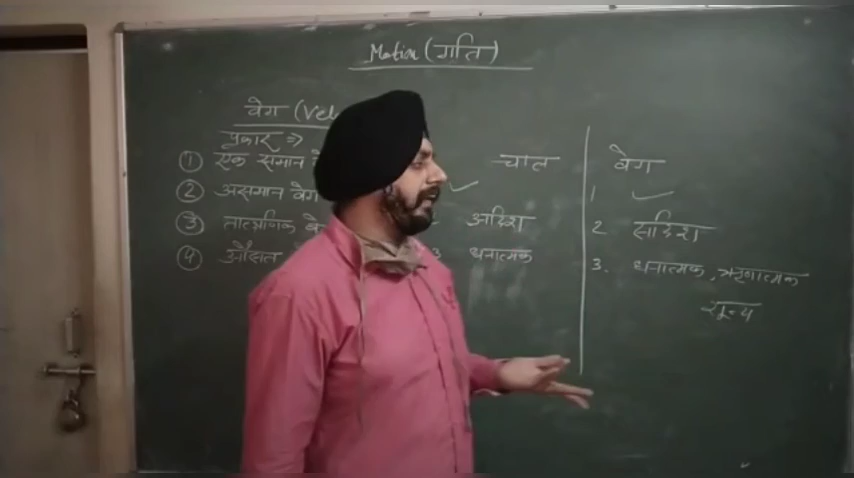 Motion (गति)
वेग (Vel
प्रकार ⇒
① एक समान
② असमान वेग
③ तात्क्षणिक वे
④ औसत
चाल
✓
अदिश
3 धनात्मक
वेग
1 ✓
2 सदिश
3. धनात्मक, ऋणात्मक
शून्य